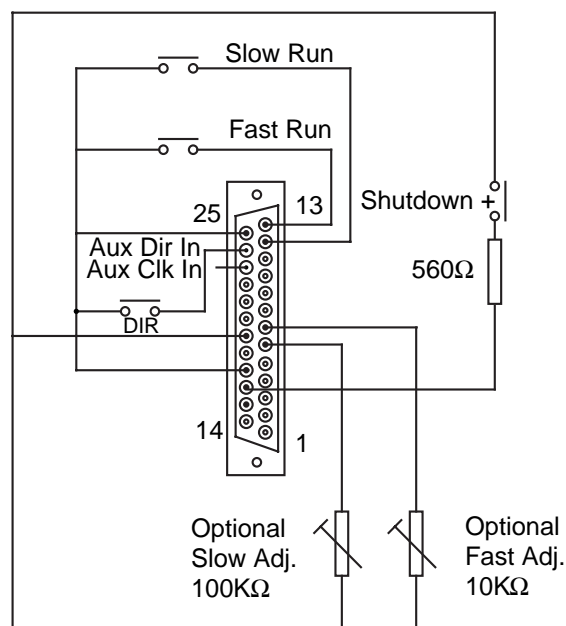 Slow Run
Fast Run
25
13
Shutdown +
Aux Dir In
Aux Clk In
560Ω
DIR
14
1
Optional
Slow Adj.
100KΩ
Optional
Fast Adj.
10KΩ